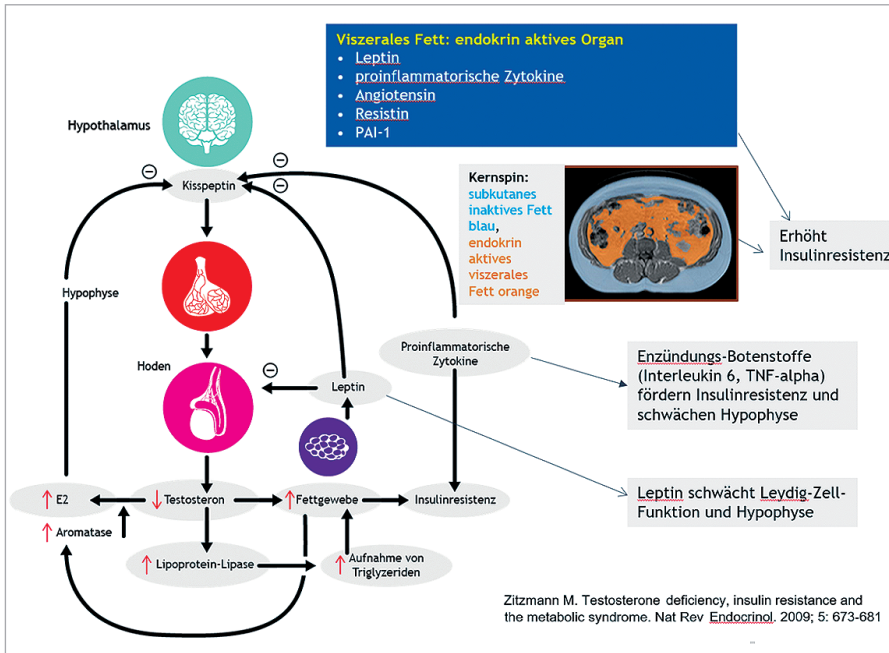 Viszerales Fett: endokrin aktives Organ
• Leptin
• proinflammatorische Zytokine
• Angiotensin
• Resistin
• PAI-1
Hypothalamus
Kisspeptin
Kernspin:
subkutanes
inaktives Fett
blau,
endokrin
aktives
viszerales
Fett orange
Erhöht
Insulinresistenz
Hypophyse
Hoden
Leptin
Proinflammatorische
Zytokine
Enzündungs-Botenstoffe
(Interleukin 6, TNF-alpha)
fördern Insulinresistenz und
schwächen Hypophyse
↑ E2
↓ Testosteron
↑ Fettgewebe
Insulinresistenz
Leptin schwächt Leydig-Zell-
Funktion und Hypophyse
↑ Aromatase
↑ Lipoprotein-Lipase
↑ Aufnahme von
Triglyzeriden
Zitzmann M. Testosterone deficiency, insulin resistance and
the metabolic syndrome. Nat Rev Endocrinol. 2009; 5: 673-681